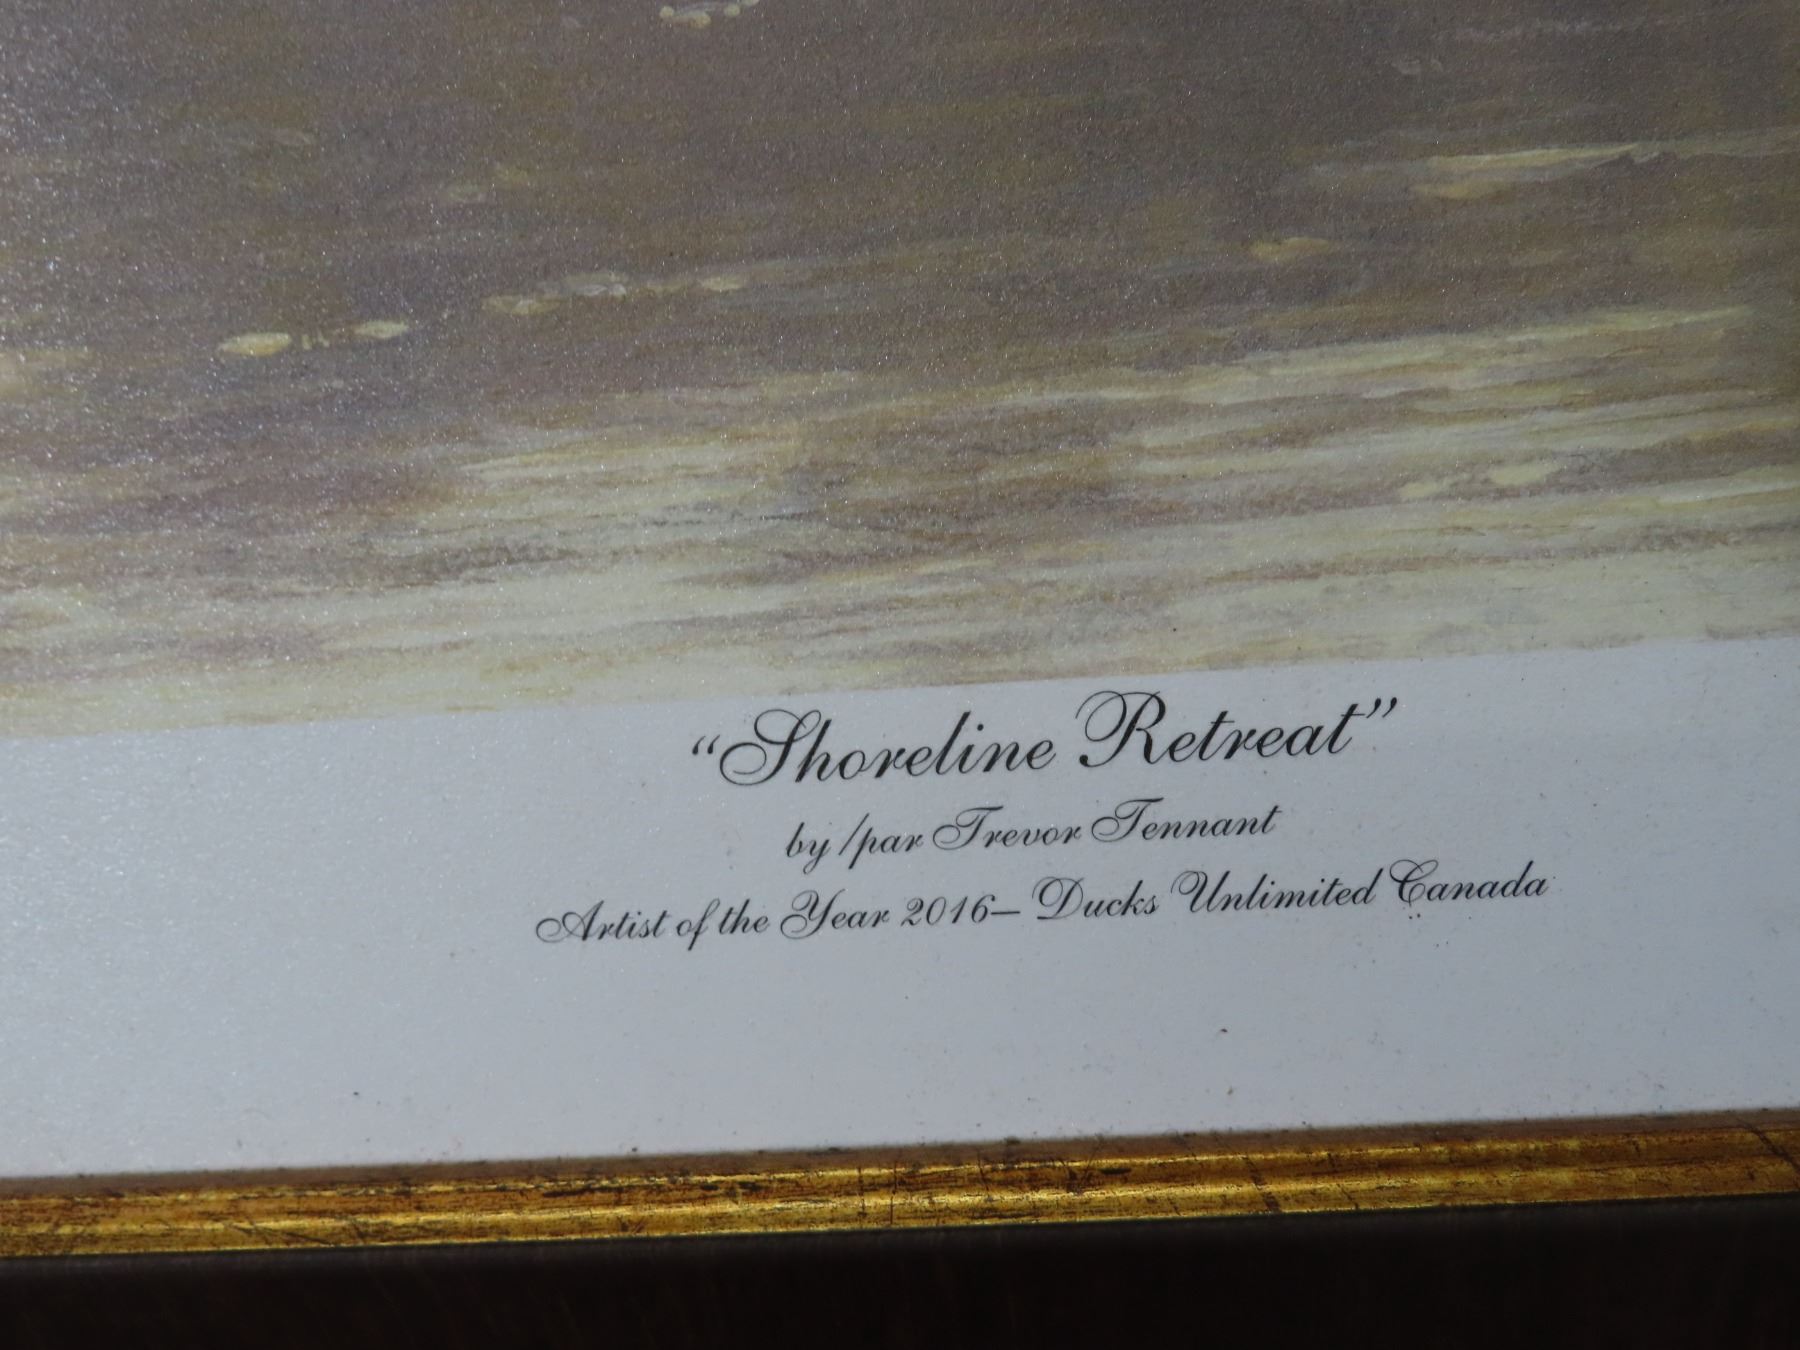 “Shoreline Retreat”
by/par Trevor Tennant
Artist of the Year 2016– Ducks Unlimited Canada